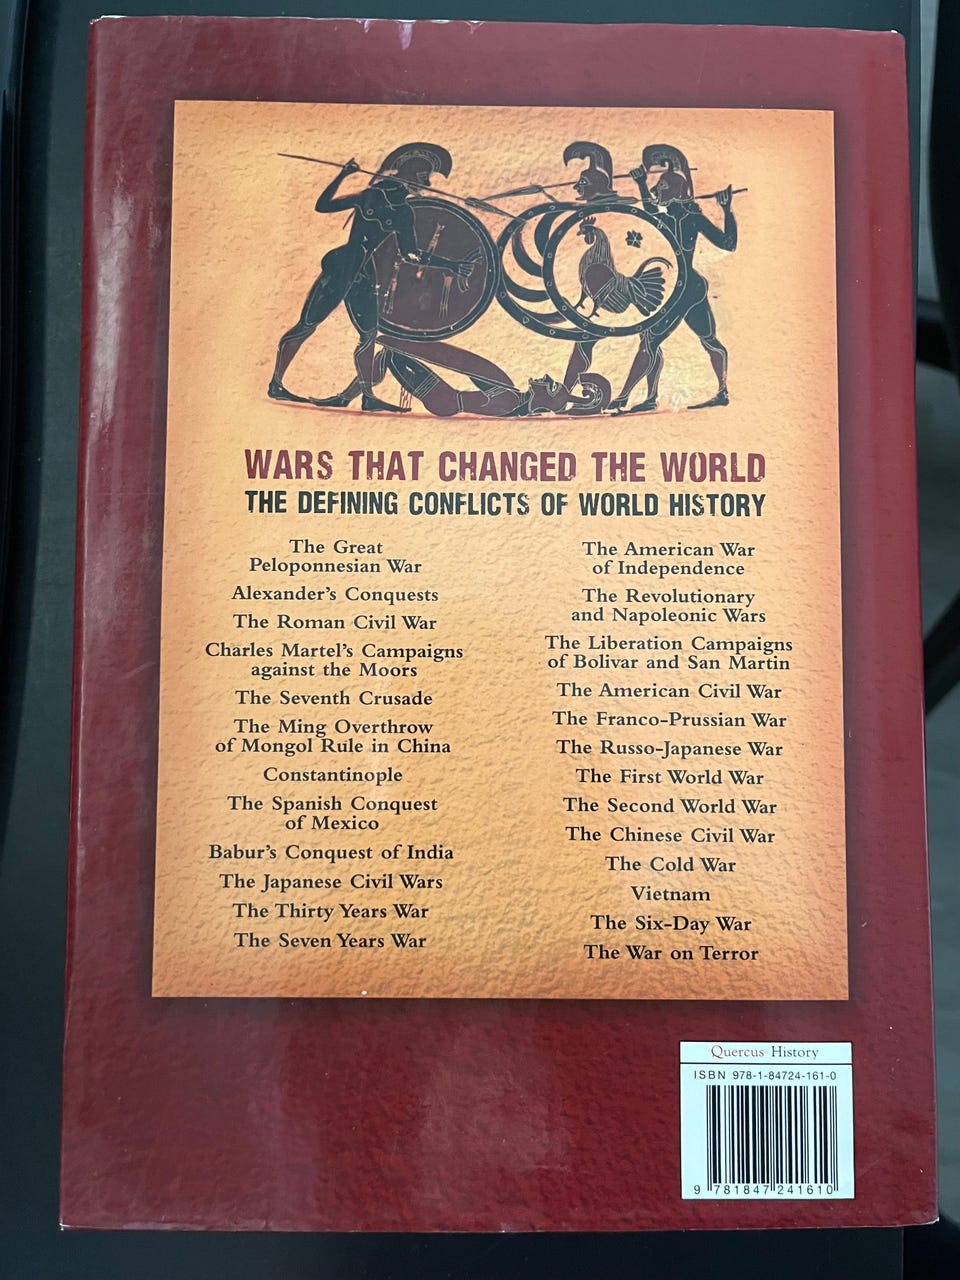 WARS THAT CHANGED THE WORLD
THE DEFINING CONFLICTS OF WORLD HISTORY
The Great
Peloponnesian War
Alexander's Conquests
The Roman Civil War
Charles Martel's Campaigns
against the Moors
The Seventh Crusade
The Ming Overthrow
of Mongol Rule in China
Constantinople
The Spanish Conquest
of Mexico
Babur's Conquest of India
The Japanese Civil Wars
The Thirty Years War
The Seven Years War
The American War
of Independence
The Revolutionary
and Napoleonic Wars
The Liberation Campaigns
of Bolivar and San Martin
The American Civil War
The Franco-Prussian War
The Russo-Japanese War
The First World War
The Second World War
The Chinese Civil War
The Cold War
Vietnam
The Six-Day War
The War on Terror
Quercus History
ISBN 978-1-84724-161-0
9 781847 241610